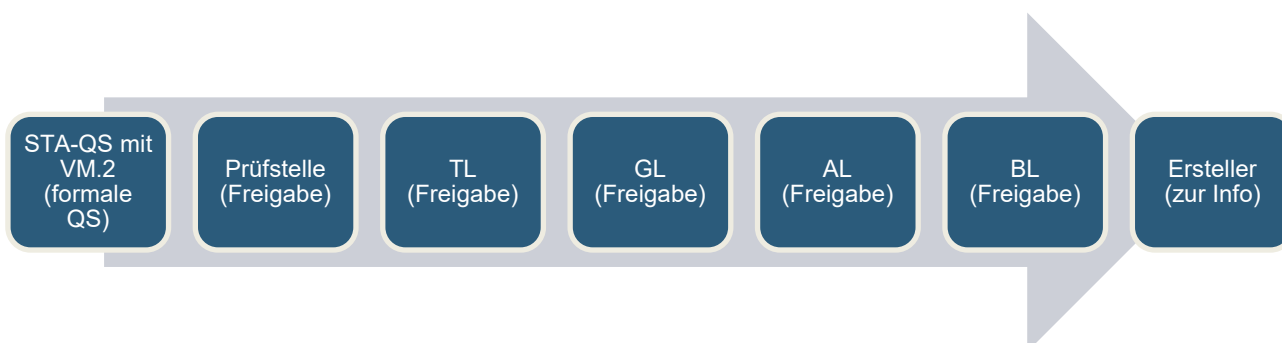 STA-QS mit
VM.2
(formale
QS)
Prüfstelle
(Freigabe)
TL
(Freigabe)
GL
(Freigabe)
AL
(Freigabe)
BL
(Freigabe)
Ersteller
(zur Info)